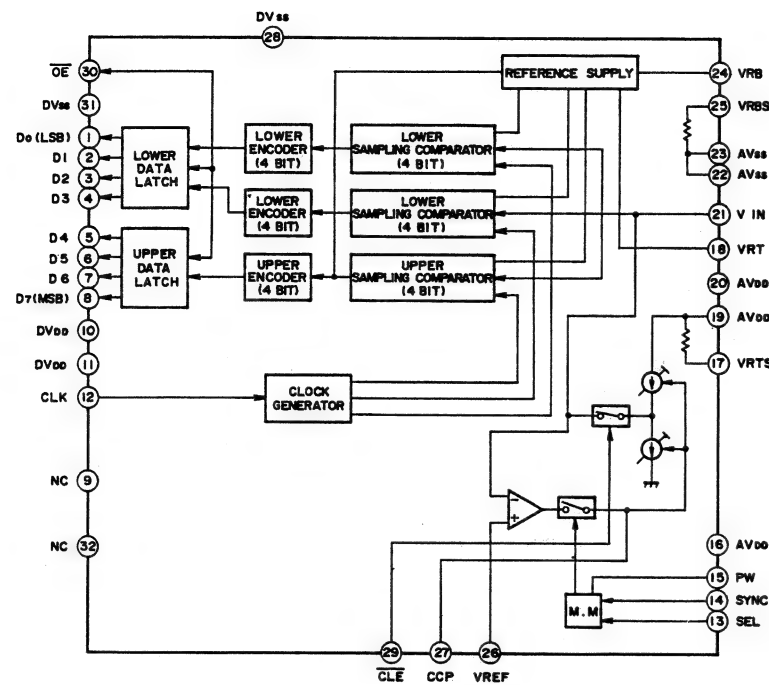 DVss
28
OE 30
DVss 31
D0 (LSB) 1
D1 2
D2 3
D3 4
D4 5
D5 6
D6 7
D7 (MSB) 8
DVDD 10
DVDD 11
CLK 12
NC 9
NC 32
LOWER
DATA
LATCH
UPPER
DATA
LATCH
LOWER
ENCODER
(4 BIT)
LOWER
ENCODER
(4 BIT)
UPPER
ENCODER
(4 BIT)
LOWER
SAMPLING COMPARATOR
(4 BIT)
LOWER
SAMPLING COMPARATOR
(4 BIT)
UPPER
SAMPLING COMPARATOR
(4 BIT)
REFERENCE SUPPLY
CLOCK
GENERATOR
−
+
M.M
24 VRB
25 VRBS
23 AVss
22 AVss
21 V IN
18 VRT
20 AVDD
19 AVDD
17 VRTS
16 AVDD
15 PW
14 SYNC
13 SEL
29 27 26
CLE CCP VREF